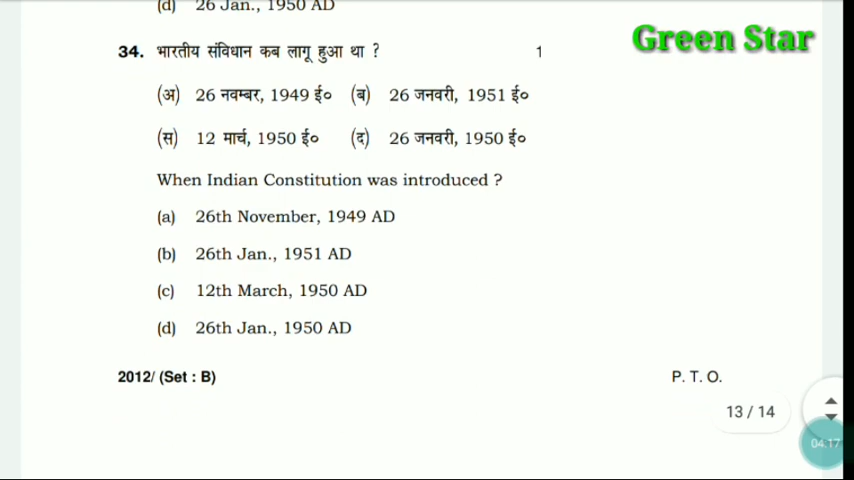 (d) 26 Jan., 1950 AD
Green Star
34. भारतीय संविधान कब लागू हुआ था ? 1
(अ) 26 नवम्बर, 1949 ई० (ब) 26 जनवरी, 1951 ई०
(स) 12 मार्च, 1950 ई० (द) 26 जनवरी, 1950 ई०
When Indian Constitution was introduced ?
(a) 26th November, 1949 AD
(b) 26th Jan., 1951 AD
(c) 12th March, 1950 AD
(d) 26th Jan., 1950 AD
2012/ (Set : B) P. T. O.
13 / 14
04:17